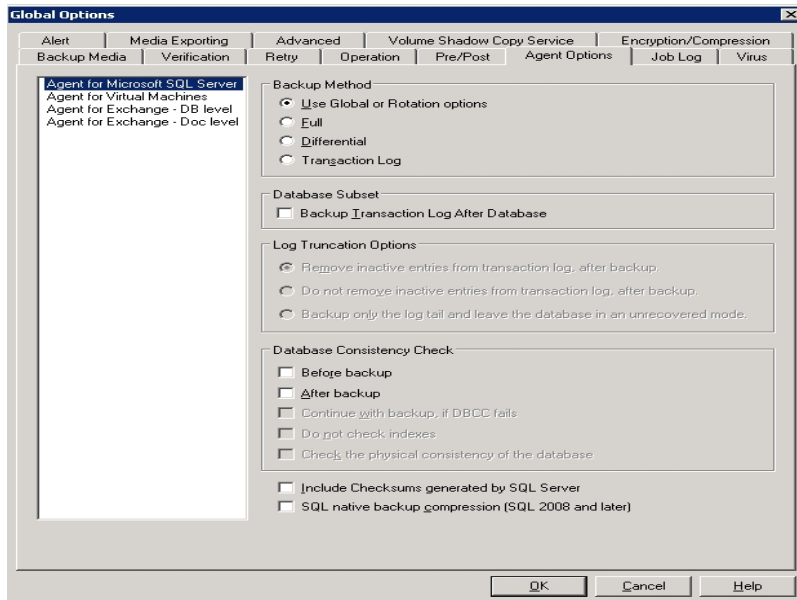 Global Options
Alert Media Exporting Advanced Volume Shadow Copy Service Encryption/Compression
Backup Media Verification Retry Operation Pre/Post Agent Options Job Log Virus
Agent for Microsoft SQL Server
Agent for Virtual Machines
Agent for Exchange - DB level
Agent for Exchange - Doc level
Backup Method
Use Global or Rotation options
Full
Differential
Transaction Log
Database Subset
Backup Transaction Log After Database
Log Truncation Options
Remove inactive entries from transaction log, after backup.
Do not remove inactive entries from transaction log, after backup.
Backup only the log tail and leave the database in an unrecovered mode.
Database Consistency Check
Before backup
After backup
Continue with backup, if DBCC fails
Do not check indexes
Check the physical consistency of the database
Include Checksums generated by SQL Server
SQL native backup compression (SQL 2008 and later)
OK Cancel Help